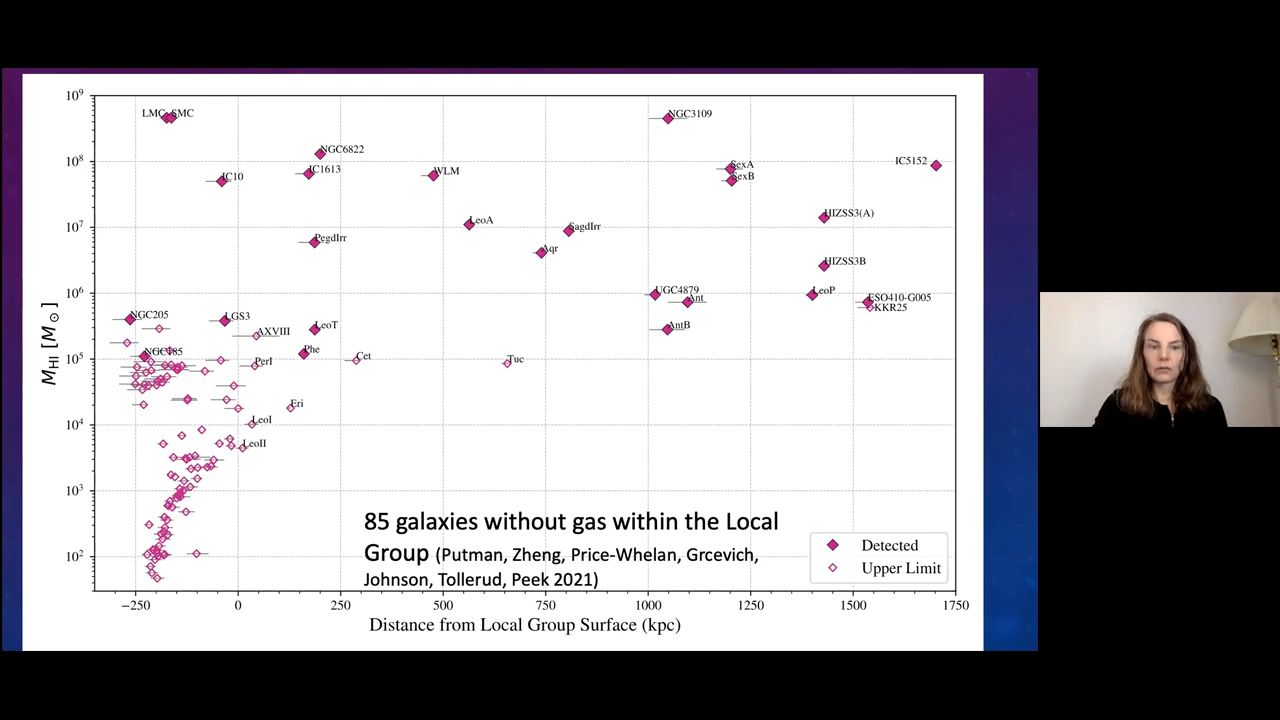 10⁹
LMC SMC
NGC3109
NGC6822
IC5152
10⁸
SexA
IC1613
WLM
IC10
SexB
HIZSS3(A)
10⁷
LeoA
SagdIrr
PegdIrr
Aqr
HIZSS3B
10⁶
UGC4879
LeoP
Ant
ESO410-G005
KKR25
NGC205
LGS3
LeoT
AntB
AXVIII
10⁵
NGC185
Phe
Cet
Tuc
PerI
Eri
10⁴
LeoI
LeoII
10³
10²
M_HI [M_⊙]
85 galaxies without gas within the Local
Group (Putman, Zheng, Price-Whelan, Grcevich,
Johnson, Tollerud, Peek 2021)
Detected
Upper Limit
−250 0 250 500 750 1000 1250 1500 1750
Distance from Local Group Surface (kpc)